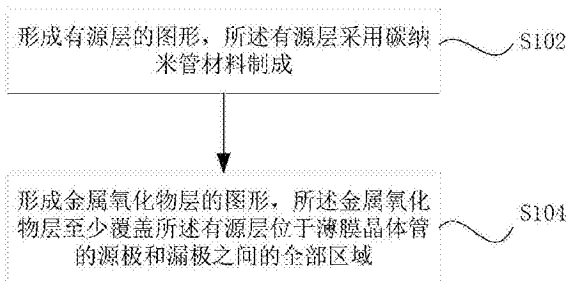 形成有源层的图形，所述有源层采用碳纳
米管材料制成
S102
形成金属氧化物层的图形，所述金属氧化
物层至少覆盖所述有源层位于薄膜晶体管
的源极和漏极之间的全部区域
S104